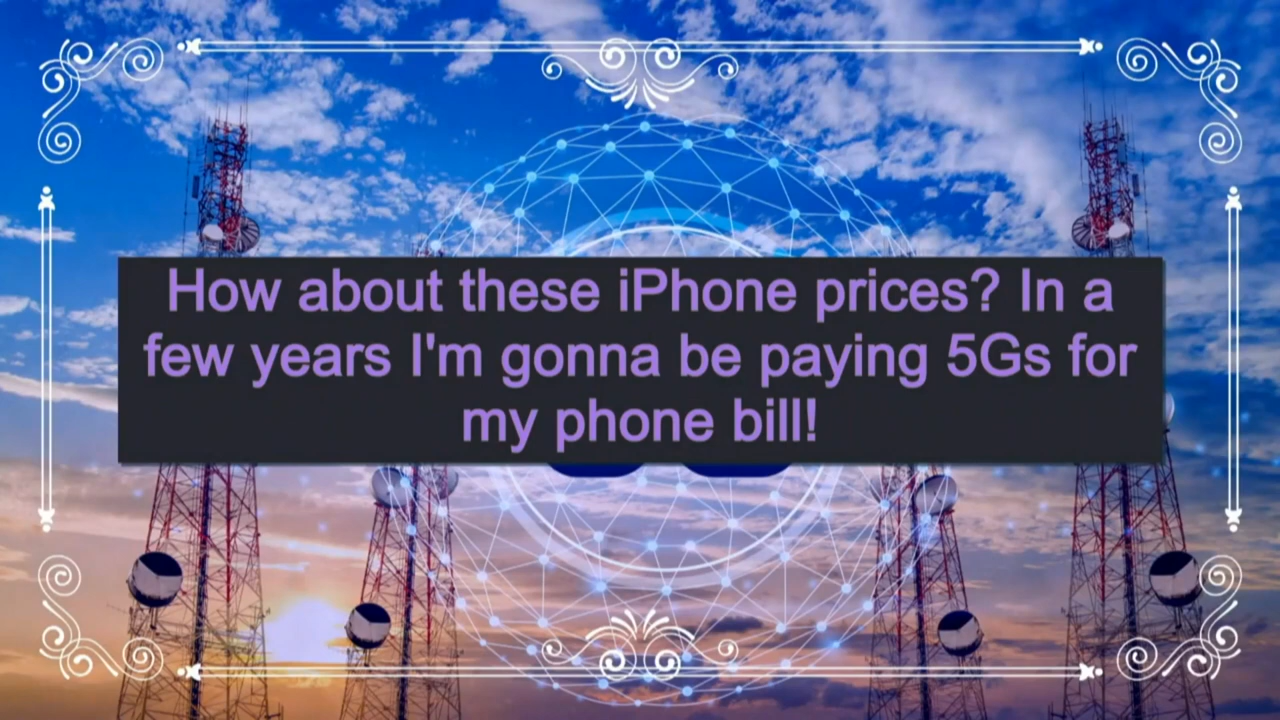 How about these iPhone prices? In a
few years I'm gonna be paying 5Gs for
my phone bill!